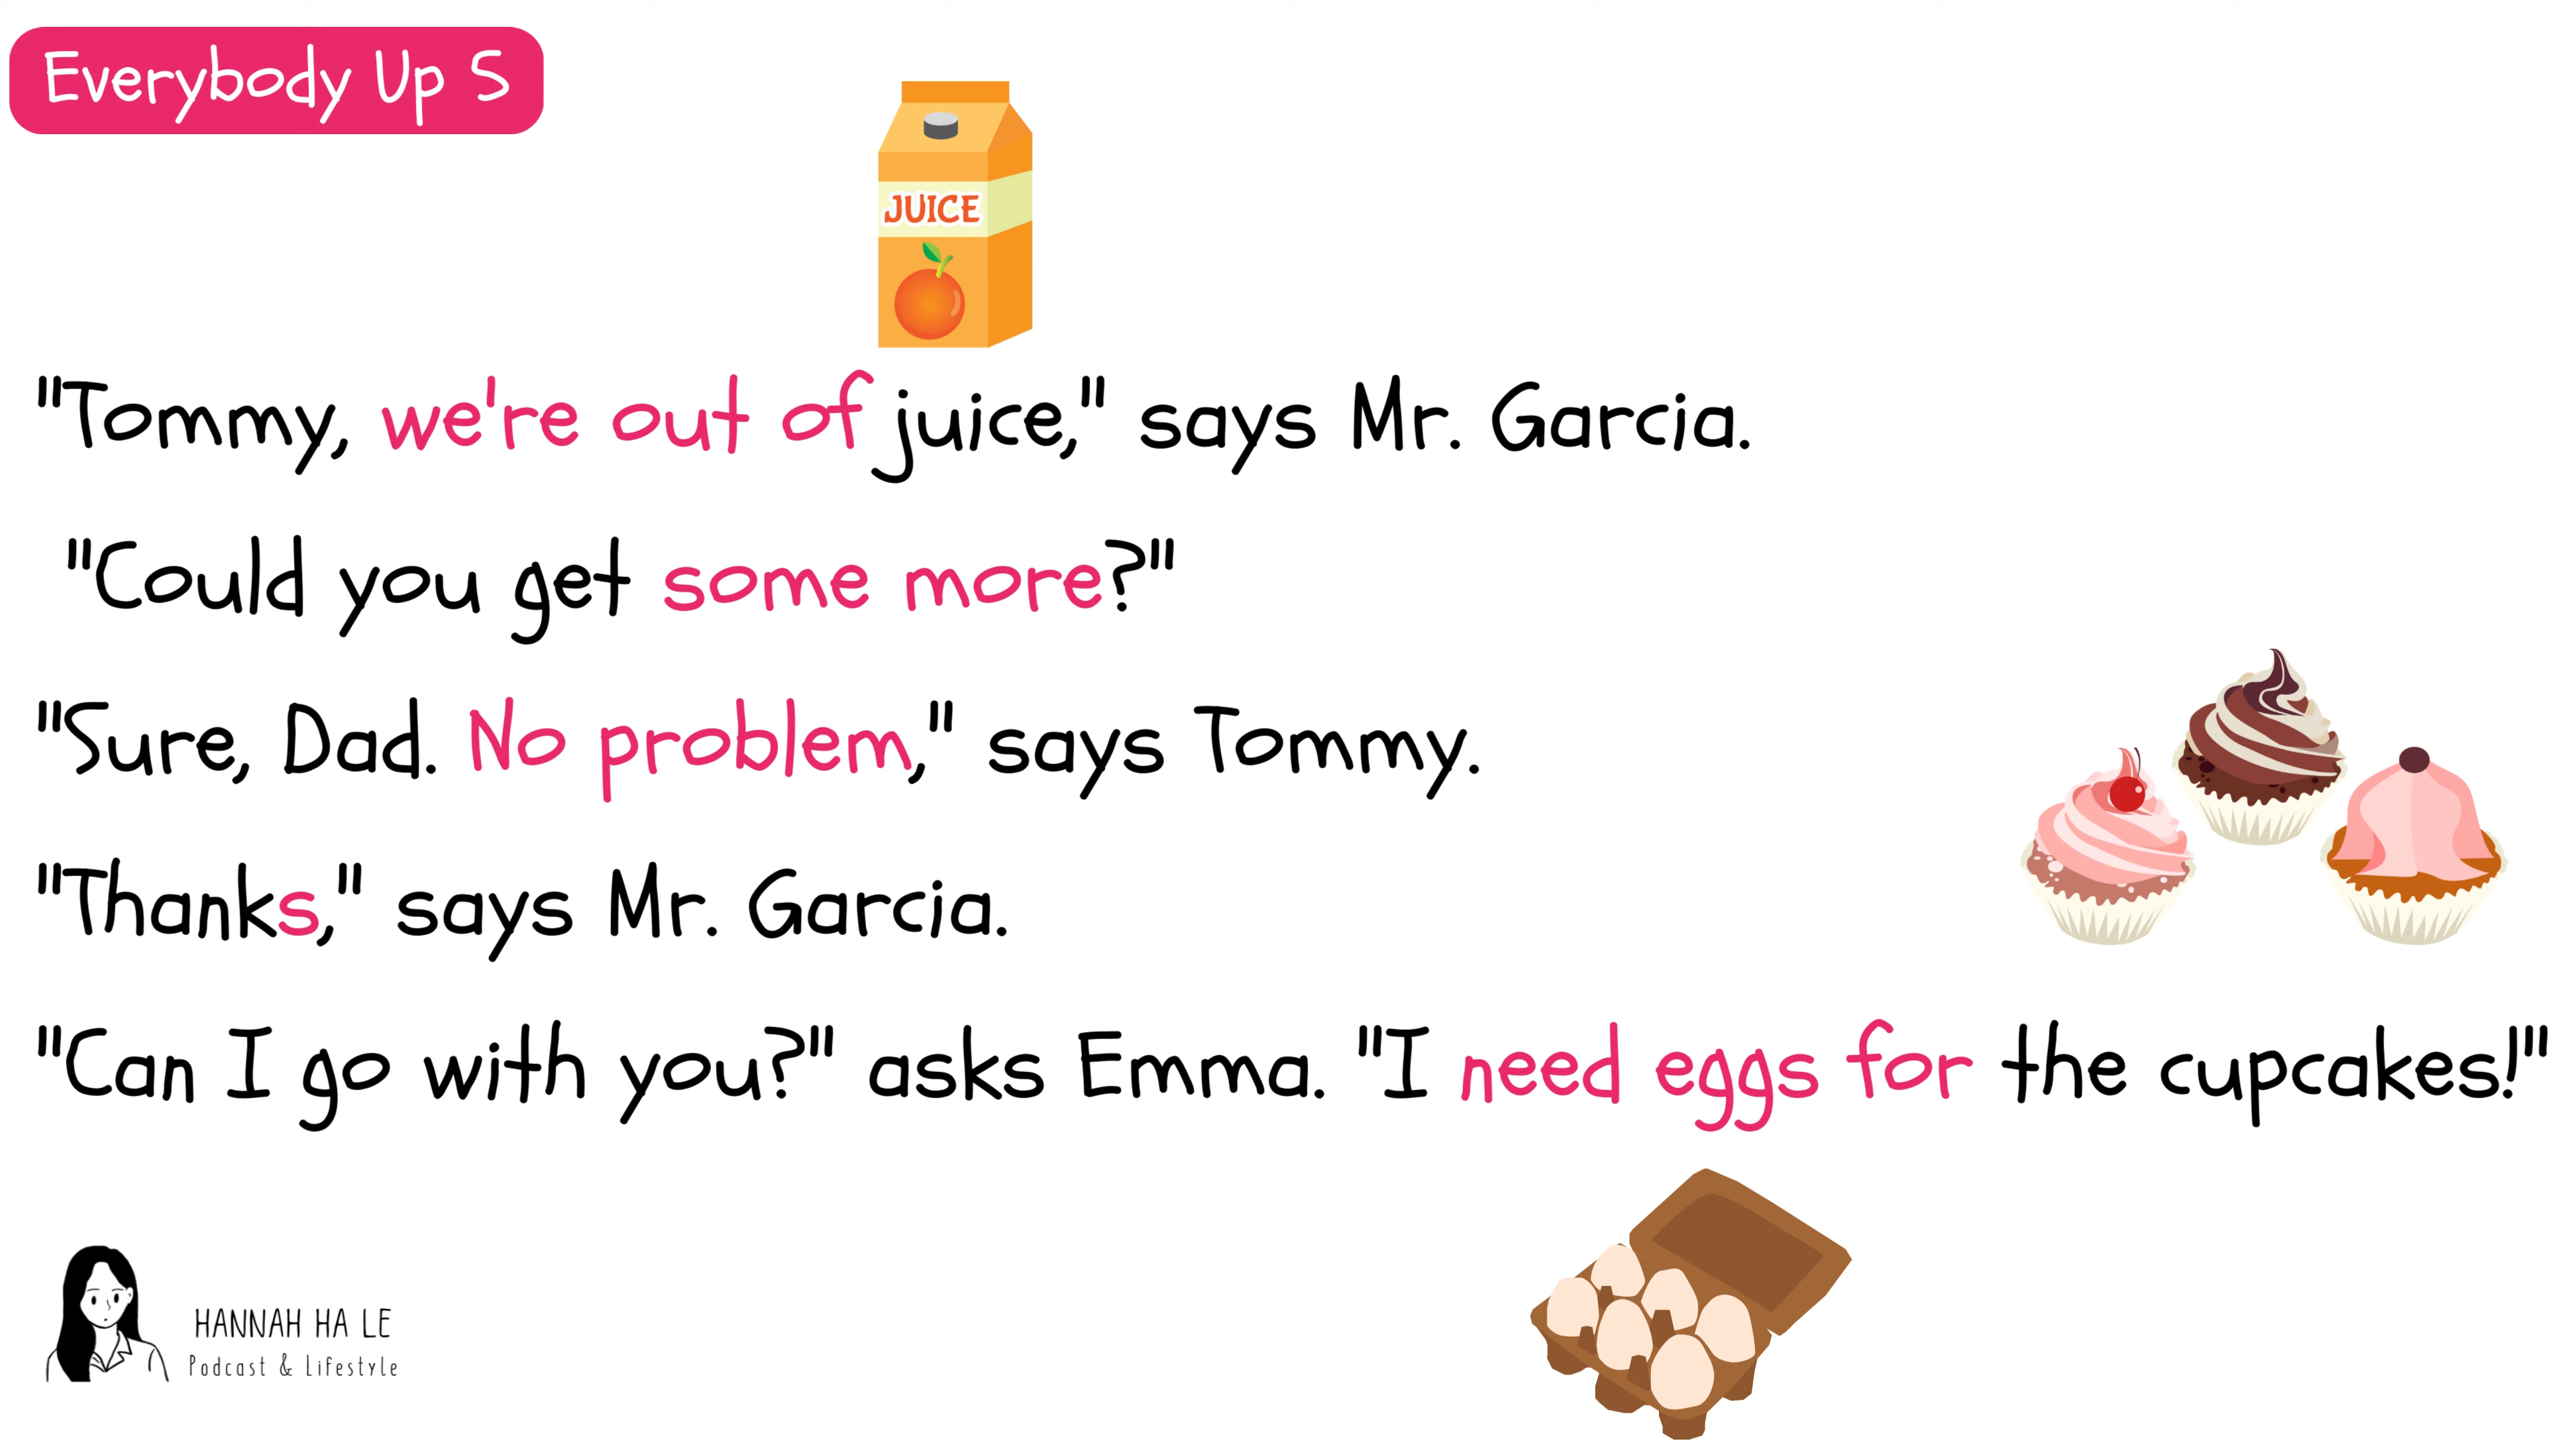 Everybody Up 5
JUICE
"Tommy, we're out of juice," says Mr. Garcia.
"Could you get some more?"
"Sure, Dad. No problem," says Tommy.
"Thanks," says Mr. Garcia.
"Can I go with you?" asks Emma. "I need eggs for the cupcakes!"
HANNAH HA LE
Podcast & Lifestyle